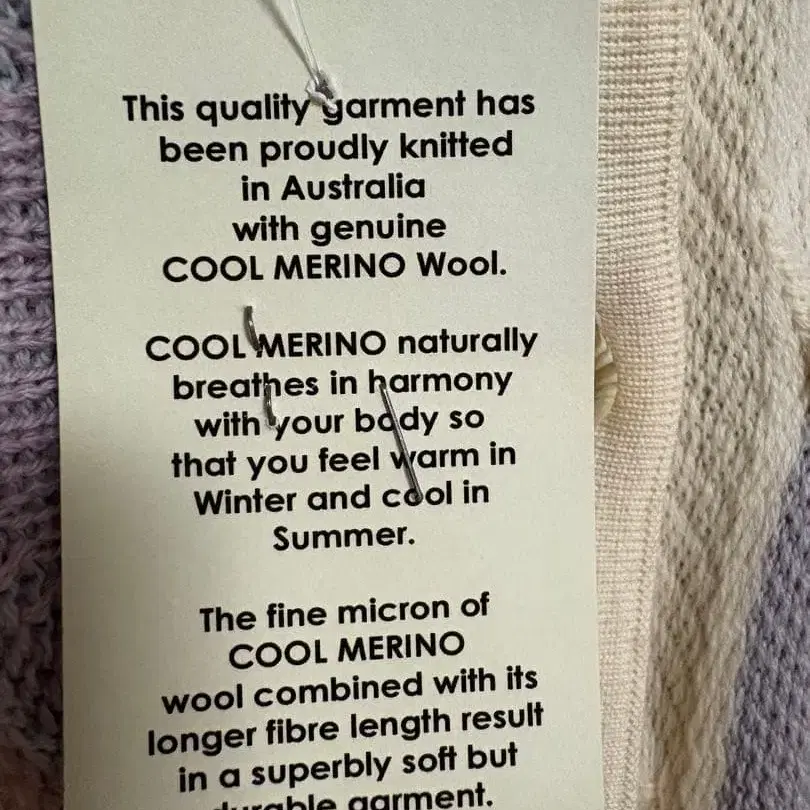 This quality garment has
been proudly knitted
in Australia
with genuine
COOL MERINO Wool.
COOL MERINO naturally
breathes in harmony
with your body so
that you feel warm in
Winter and cool in
Summer.
The fine micron of
COOL MERINO
wool combined with its
longer fibre length result
in a superbly soft but
durable garment.